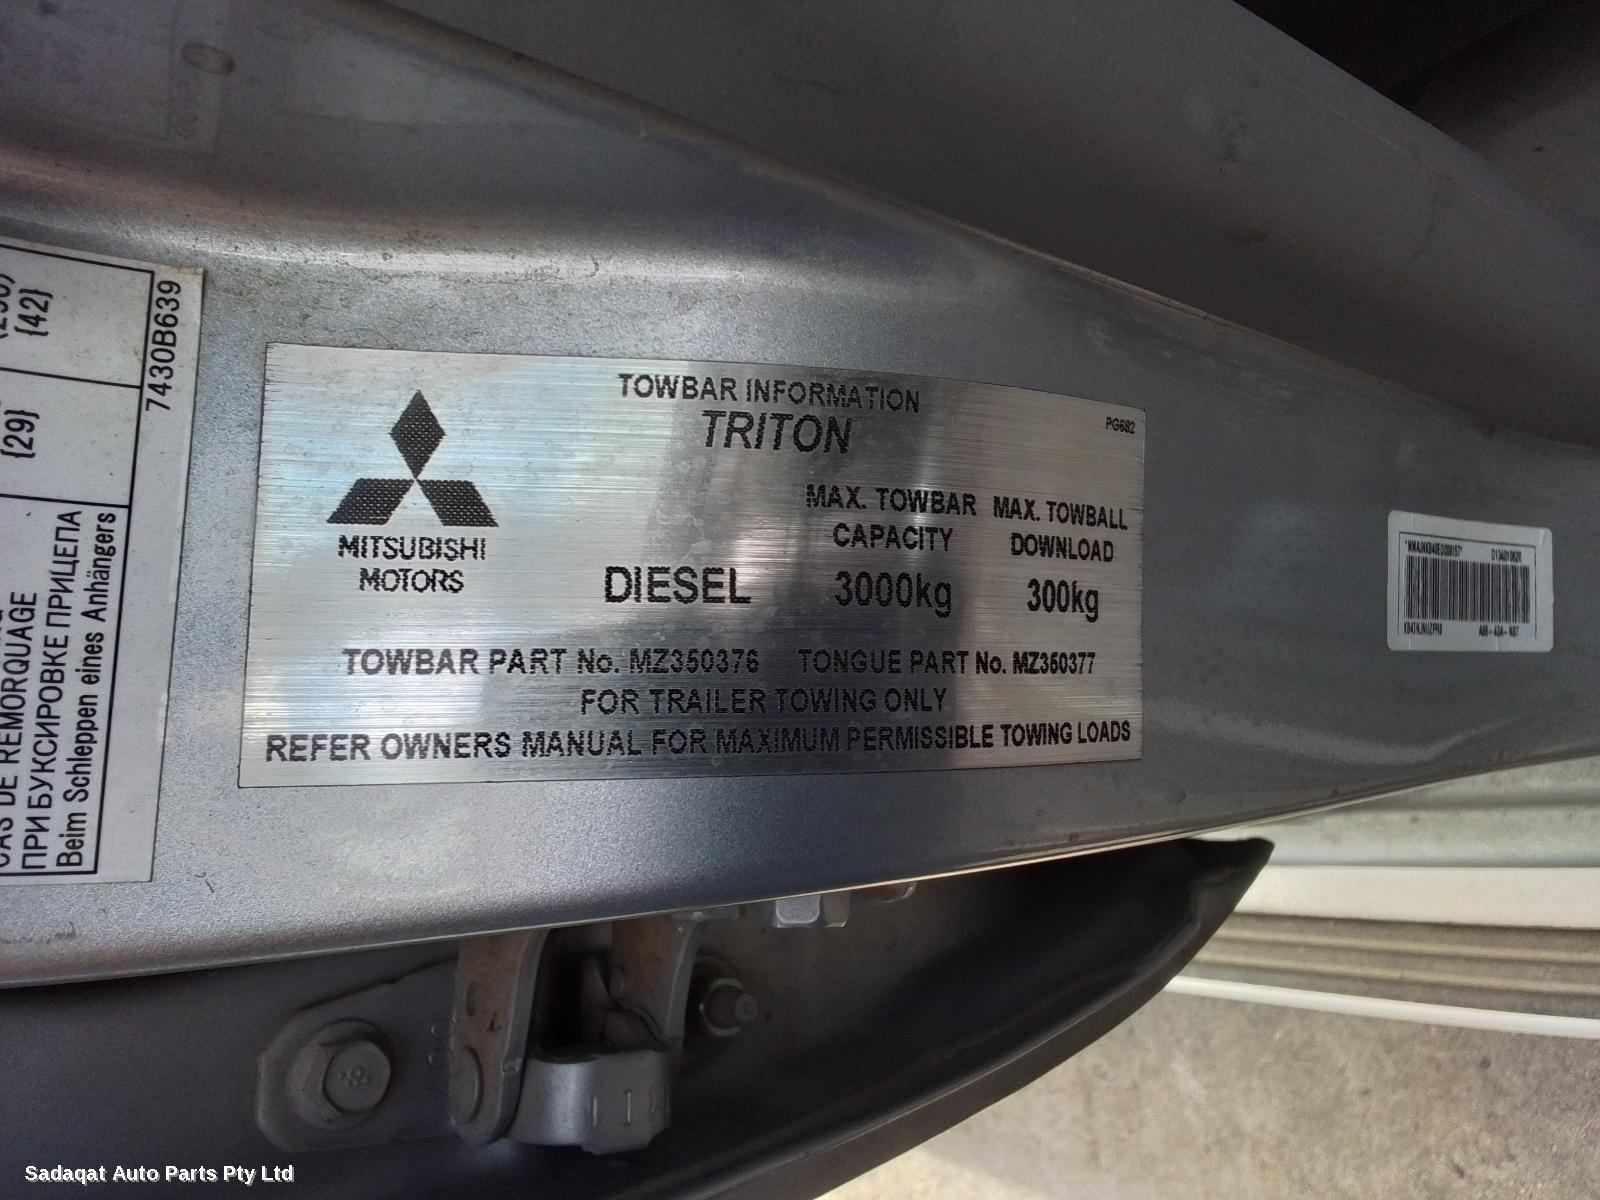 {42}
{29}
7430B639
CAS DE REMORQUAGE
ПРИ БУКСИРОВКЕ ПРИЦЕПА
Beim Schleppen eines Anhängers
TOWBAR INFORMATION
TRITON
PG682
MITSUBISHI
MOTORS
MAX. TOWBAR CAPACITY
MAX. TOWBALL DOWNLOAD
DIESEL 3000kg 300kg
TOWBAR PART No. MZ350376 TONGUE PART No. MZ350377
FOR TRAILER TOWING ONLY
REFER OWNERS MANUAL FOR MAXIMUM PERMISSIBLE TOWING LOADS
8
Sadaqat Auto Parts Pty Ltd